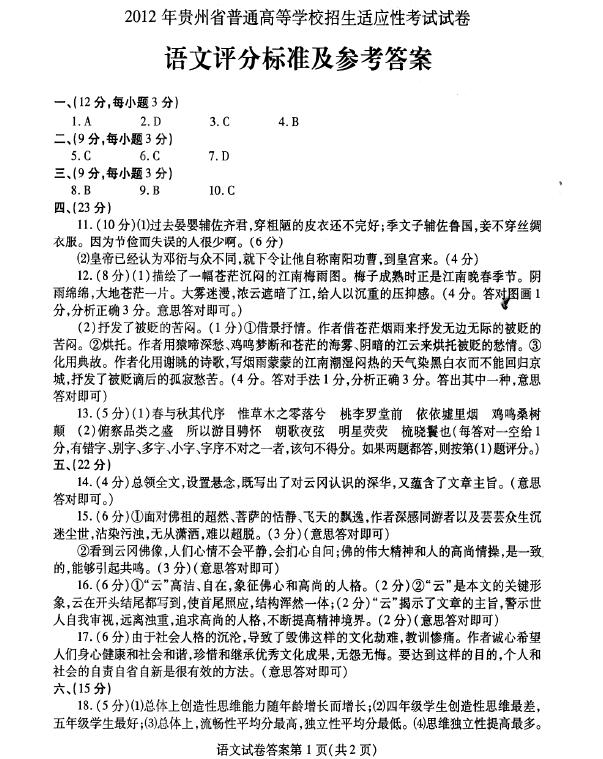 2012 年贵州省普通高等学校招生适应性考试试卷
语文评分标准及参考答案
一、(12 分,每小题 3 分)
1. A 2. D 3. C 4. B
二、(9 分,每小题 3 分)
5. C 6. C 7. D
三、(9 分,每小题 3 分)
8. B 9. B 10. C
四、(23 分)
11. (10 分)⑴过去晏婴辅佐齐君,穿粗陋的皮衣还不完好;季文子辅佐鲁国,妾不穿丝绸
衣服。因为节俭而失误的人很少啊。(6 分)
⑵皇帝已经认为邓衍与众不同,就下令让他自称南阳功曹,到皇宫来。(4 分)
12. (8 分)(1)描绘了一幅苍茫沉闷的江南梅雨图。梅子成熟时正是江南晚春季节。阴
雨绵绵,大地苍茫一片。大雾迷漫,浓云遮暗了江,给人以沉重的压抑感。(4 分。答对图画 1
分,分析正确 3 分。意思答对即可。)
(2)抒发了被贬的苦闷。(1 分)①借景抒情。作者借苍茫烟雨来抒发无边无际的被贬的
苦闷。②烘托。作者用猿啼深愁、鸡鸣梦断和苍茫的海雾、阴暗的江云来烘托被贬的愁情。③
化用典故。作者化用谢朓的诗歌,写烟雨蒙蒙的江南潮湿闷热的天气染黑白衣而不能回归京
城,抒发了被贬谪后的孤寂愁苦。(4 分。答对手法 1 分,分析正确 3 分。答出其中一种,意思
答对即可)
13. (5 分)(1)春与秋其代序 惟草木之零落兮 桃李罗堂前 依依墟里烟 鸡鸣桑树
颠 (2)俯察品类之盛 所以游目骋怀 朝歌夜弦 明星荧荧 梳晓鬟也(每答对一空给 1
分,有错字、别字、多字、小字、字序不对之一者,该句不得分。如果两题都答,则按第(1)题评分。)
五、(22 分)
14. (4 分)总领全文,设置悬念,既写出了对云冈认识的深华,又蕴含了文章主旨。(意思
答对即可。)
15. (6 分)①面对佛祖的超然、菩萨的恬静、飞天的飘逸,作者深感同游者以及芸芸众生沉
迷尘世,沾染污浊,无从潇洒,难以超脱。(3 分)(意思答对即可)
②看到云冈佛像,人们心情不会平静,会扪心自问;佛的伟大精神和人的高尚情操,是一致
的,能够引起共鸣。(3 分)(意思答对即可)
16. (6 分)①“云”高洁、自在,象征佛心和高尚的人格。(2 分)②“云”是本文的关键形
象,云在开头结尾都写到,使首尾照应,结构浑然一体;(2 分)“云”揭示了文章的主旨,警示世
人自我审视,远离浊重,追求高尚的人格,不断提高精神境界。(2 分)(意思答对即可)
17. (6 分)由于社会人格的沉沦,导致了毁佛这样的文化劫难,教训惨痛。作者诚心希望
人们身心健康和社会和谐,珍惜和继承优秀文化成果,无怨无悔。要达到这样的目的,个人和
社会的自责自省自新是很有效的方法。(意思答对即可)
六、(15 分)
18. (5 分)⑴总体上创造性思维能力随年龄增长而增长;⑵四年级学生创造性思维最差,
五年级学生最好;⑶总体上,流畅性平均分最高,独立性平均分最低。⑷思维独立性提高最多。
语文试卷答案第 1 页(共 2 页)